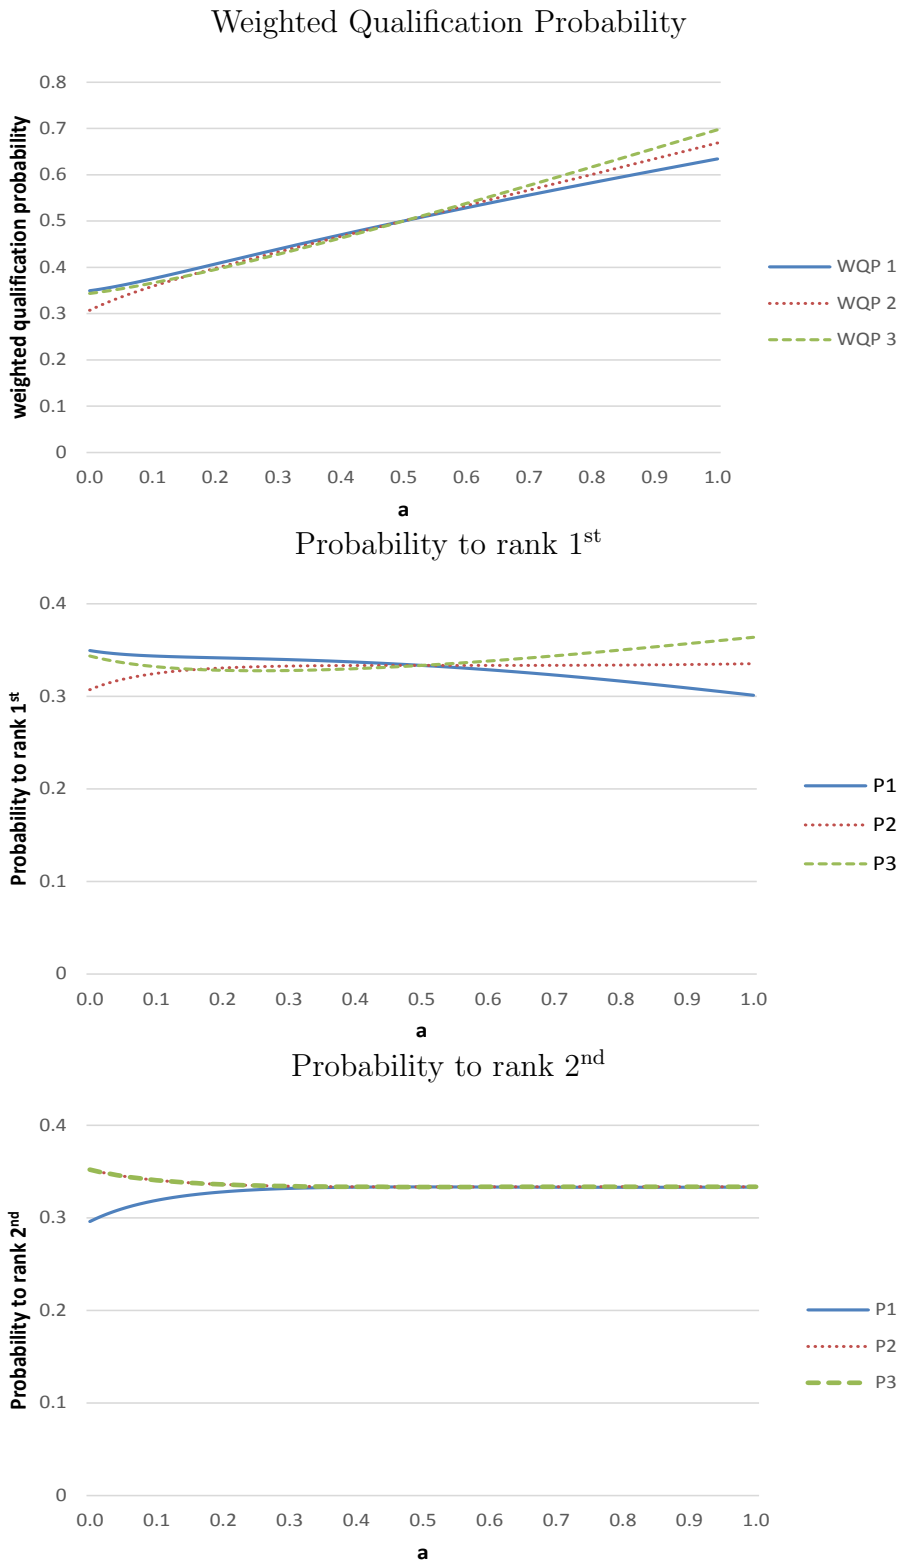 Weighted Qualification Probability
weighted qualification probability
0.8
0.7
0.6
0.5
0.4
0.3
0.2
0.1
0
0.0 0.1 0.2 0.3 0.4 0.5 0.6 0.7 0.8 0.9 1.0
a
WQP 1
WQP 2
WQP 3
Probability to rank 1st
Probability to rank 1st
0.4
0.3
0.2
0.1
0
0.0 0.1 0.2 0.3 0.4 0.5 0.6 0.7 0.8 0.9 1.0
a
P1
P2
P3
Probability to rank 2nd
Probability to rank 2nd
0.4
0.3
0.2
0.1
0
0.0 0.1 0.2 0.3 0.4 0.5 0.6 0.7 0.8 0.9 1.0
a
P1
P2
P3